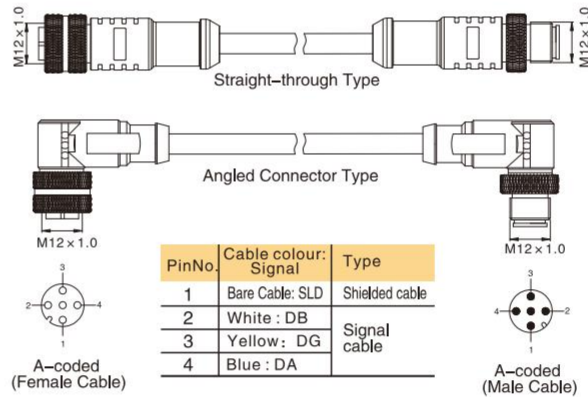 M12×1.0
M12×1.0
Straight-through Type
Angled Connector Type
M12×1.0
M12×1.0
PinNo. Cable colour: Signal Type
1 Bare Cable: SLD Shielded cable
2 White : DB Signal cable
3 Yellow: DG
4 Blue : DA
3
2 4
1
A-coded
(Female Cable)
3
4 2
1
A-coded
(Male Cable)